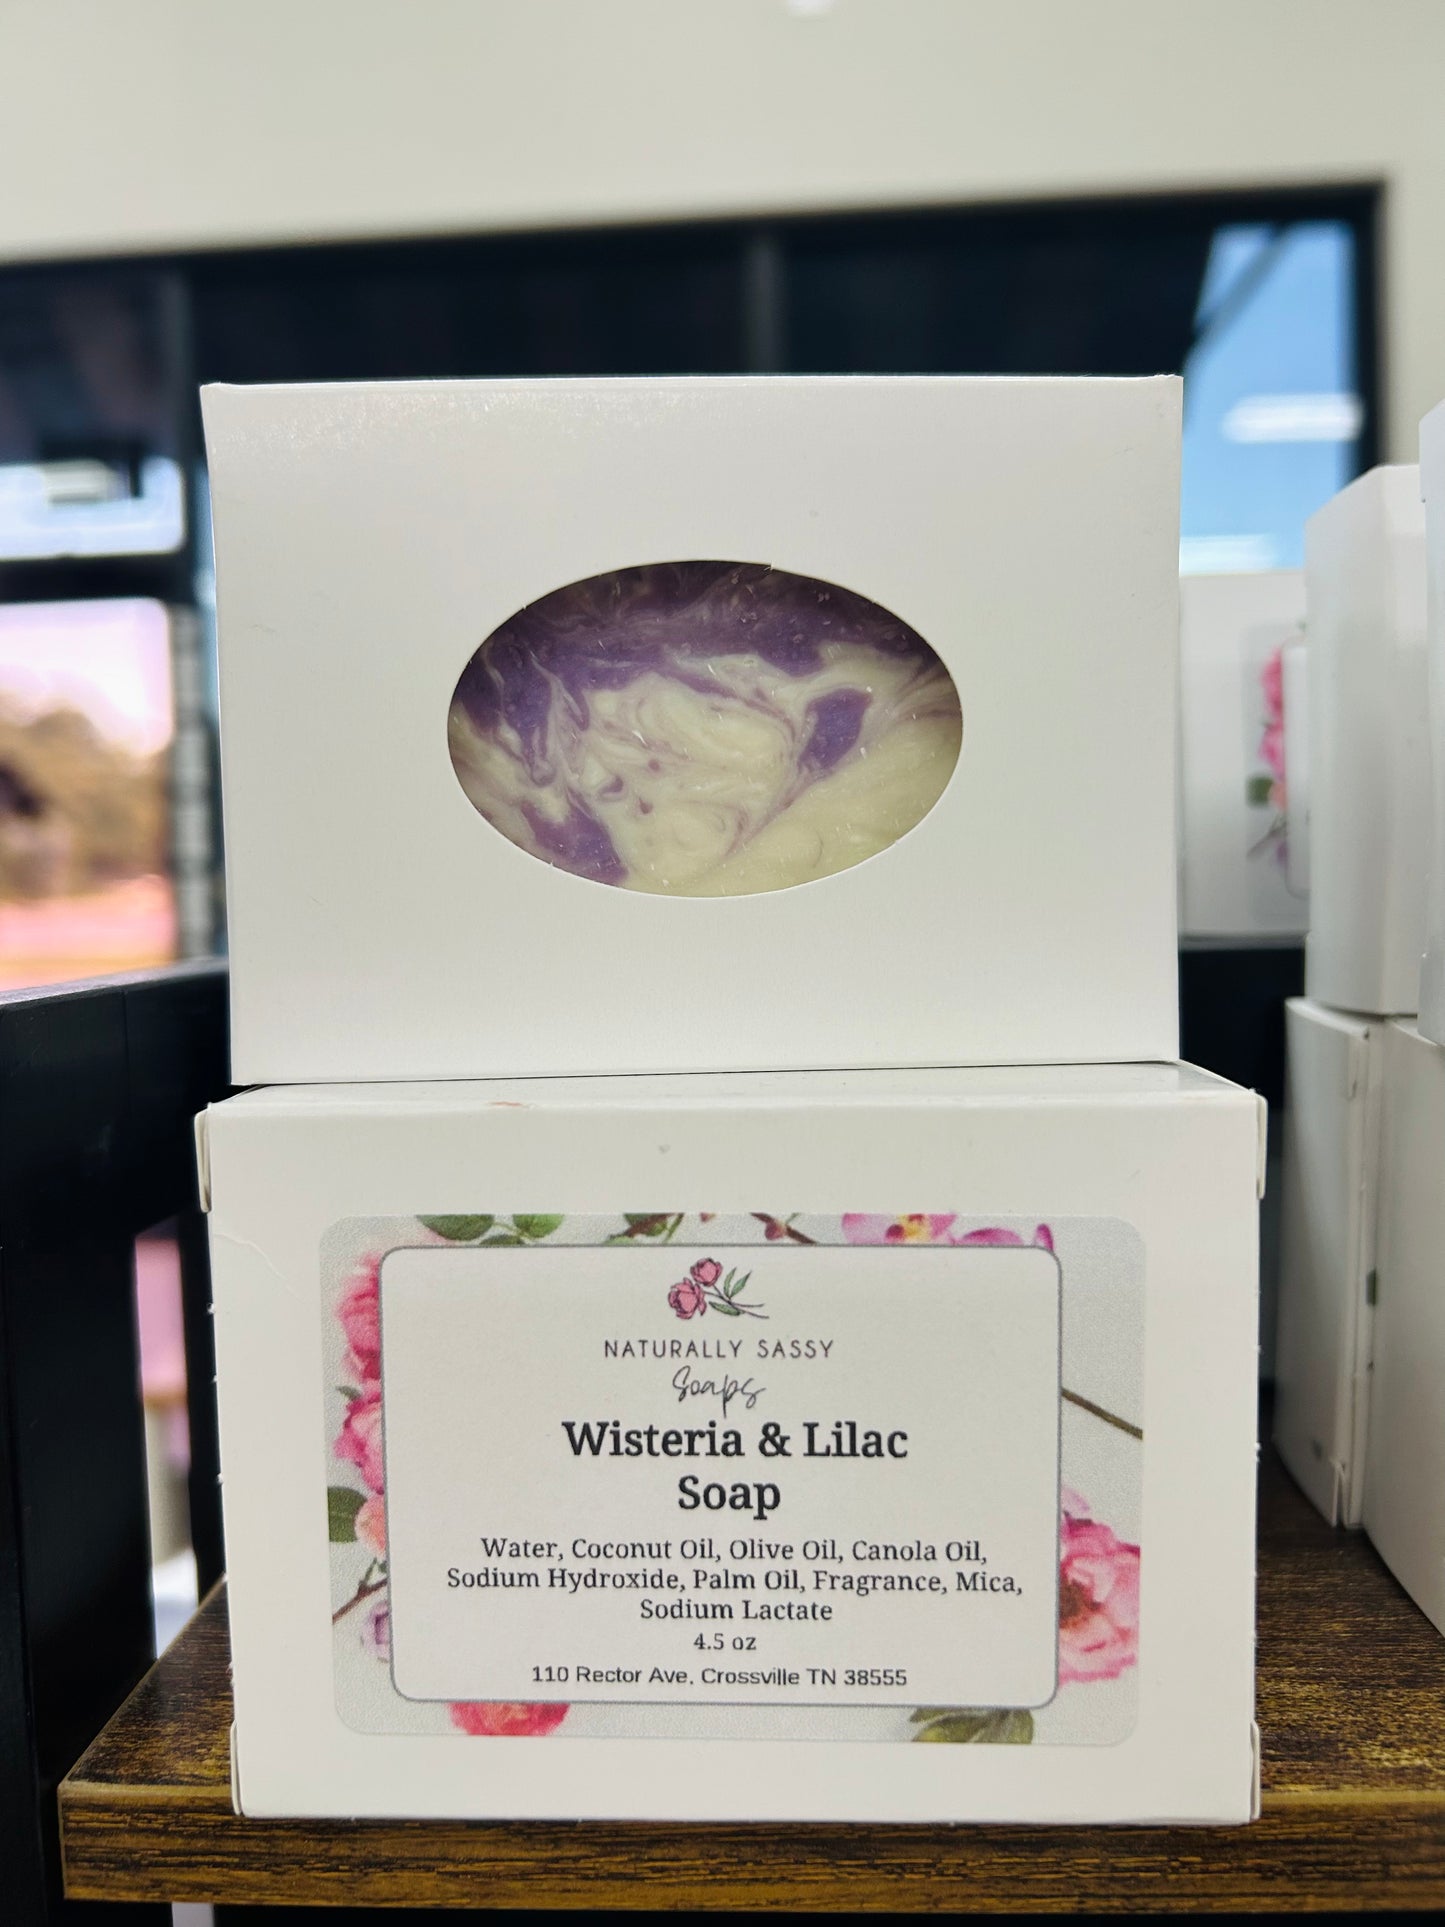 NATURALLY SASSY
Soaps
Wisteria & Lilac
Soap
Water, Coconut Oil, Olive Oil, Canola Oil,
Sodium Hydroxide, Palm Oil, Fragrance, Mica,
Sodium Lactate
4.5 oz
110 Rector Ave. Crossville TN 38555